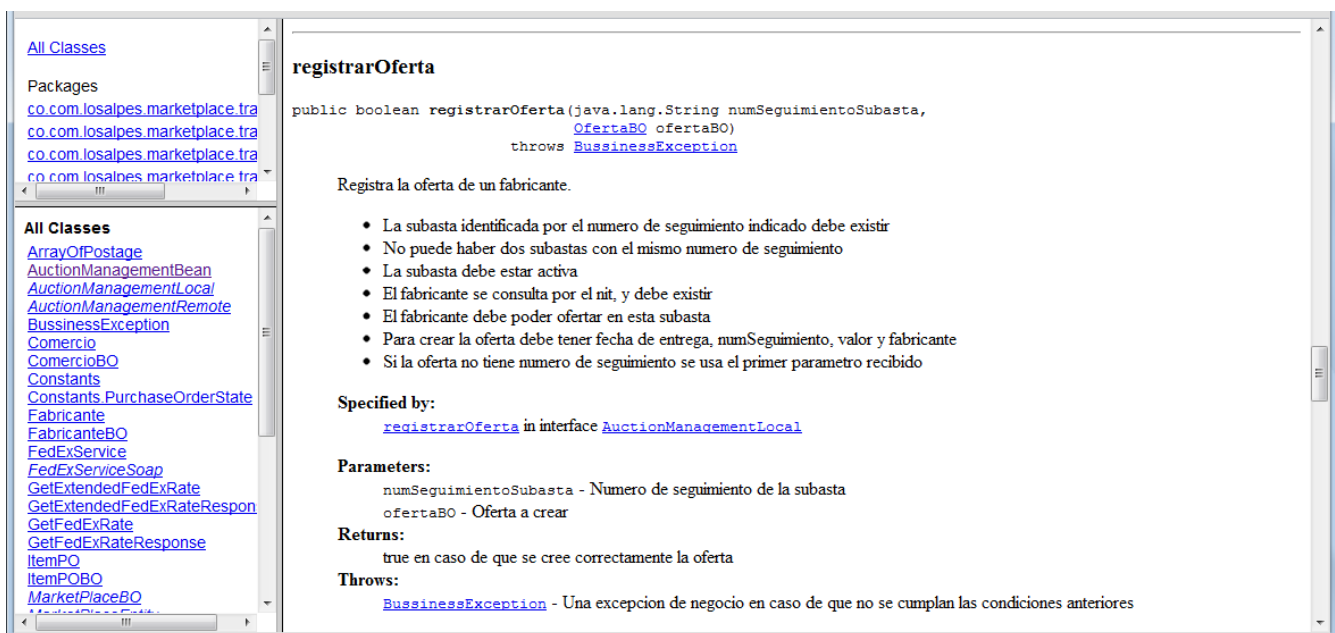 All Classes
Packages
co.com.losalpes.marketplace.tra
co.com.losalpes.marketplace.tra
co.com.losalpes.marketplace.tra
co.com.losalpes.marketplace.tra
All Classes
ArrayOfPostage
AuctionManagementBean
AuctionManagementLocal
AuctionManagementRemote
BussinessException
Comercio
ComercioBO
Constants
Constants.PurchaseOrderState
Fabricante
FabricanteBO
FedExService
FedExServiceSoap
GetExtendedFedExRate
GetExtendedFedExRateRespon
GetFedExRate
GetFedExRateResponse
ItemPO
ItemPOBO
MarketPlaceBO
MarketPlaceEntity
registrarOferta
public boolean registrarOferta(java.lang.String numSeguimientoSubasta,
OfertaBO ofertaBO)
throws BussinessException
Registra la oferta de un fabricante.
• La subasta identificada por el numero de seguimiento indicado debe existir
• No puede haber dos subastas con el mismo numero de seguimiento
• La subasta debe estar activa
• El fabricante se consulta por el nit, y debe existir
• El fabricante debe poder ofertar en esta subasta
• Para crear la oferta debe tener fecha de entrega, numSeguimiento, valor y fabricante
• Si la oferta no tiene numero de seguimiento se usa el primer parametro recibido
Specified by:
registrarOferta in interface AuctionManagementLocal
Parameters:
numSeguimientoSubasta - Numero de seguimiento de la subasta
ofertaBO - Oferta a crear
Returns:
true en caso de que se cree correctamente la oferta
Throws:
BussinessException - Una excepcion de negocio en caso de que no se cumplan las condiciones anteriores